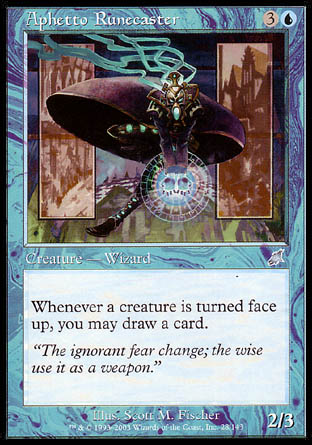 Aphetto Runecaster 3
Creature — Wizard
Whenever a creature is turned face
up, you may draw a card.
"The ignorant fear change; the wise
use it as a weapon."
Illus. Scott M. Fischer
™ & © 1993–2003 Wizards of the Coast, Inc. 28/143
2/3